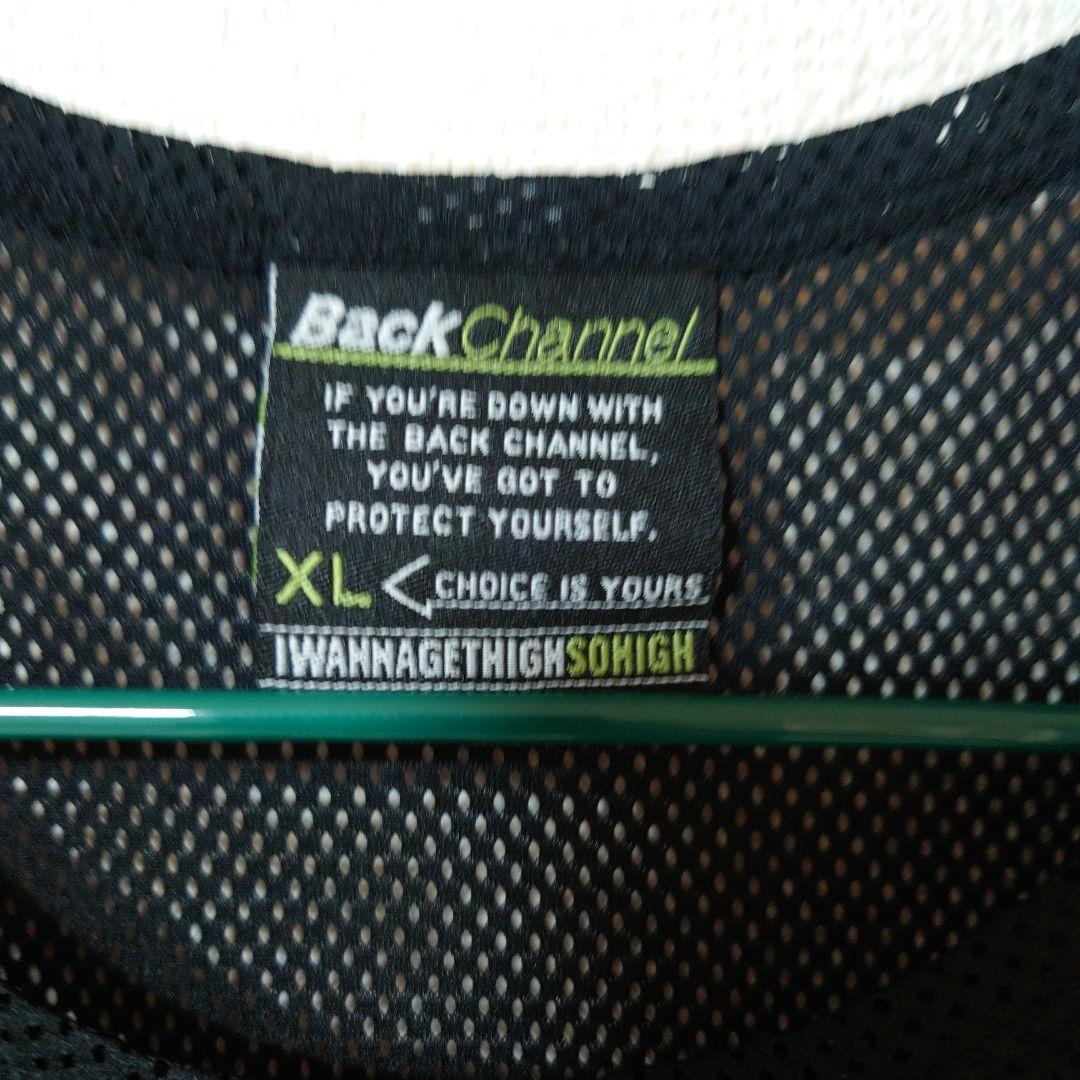 BackChannel
IF YOU'RE DOWN WITH
THE BACK CHANNEL,
YOU'VE GOT TO
PROTECT YOURSELF.
XL CHOICE IS YOURS
IWANNAGETHIGHSOHIGH